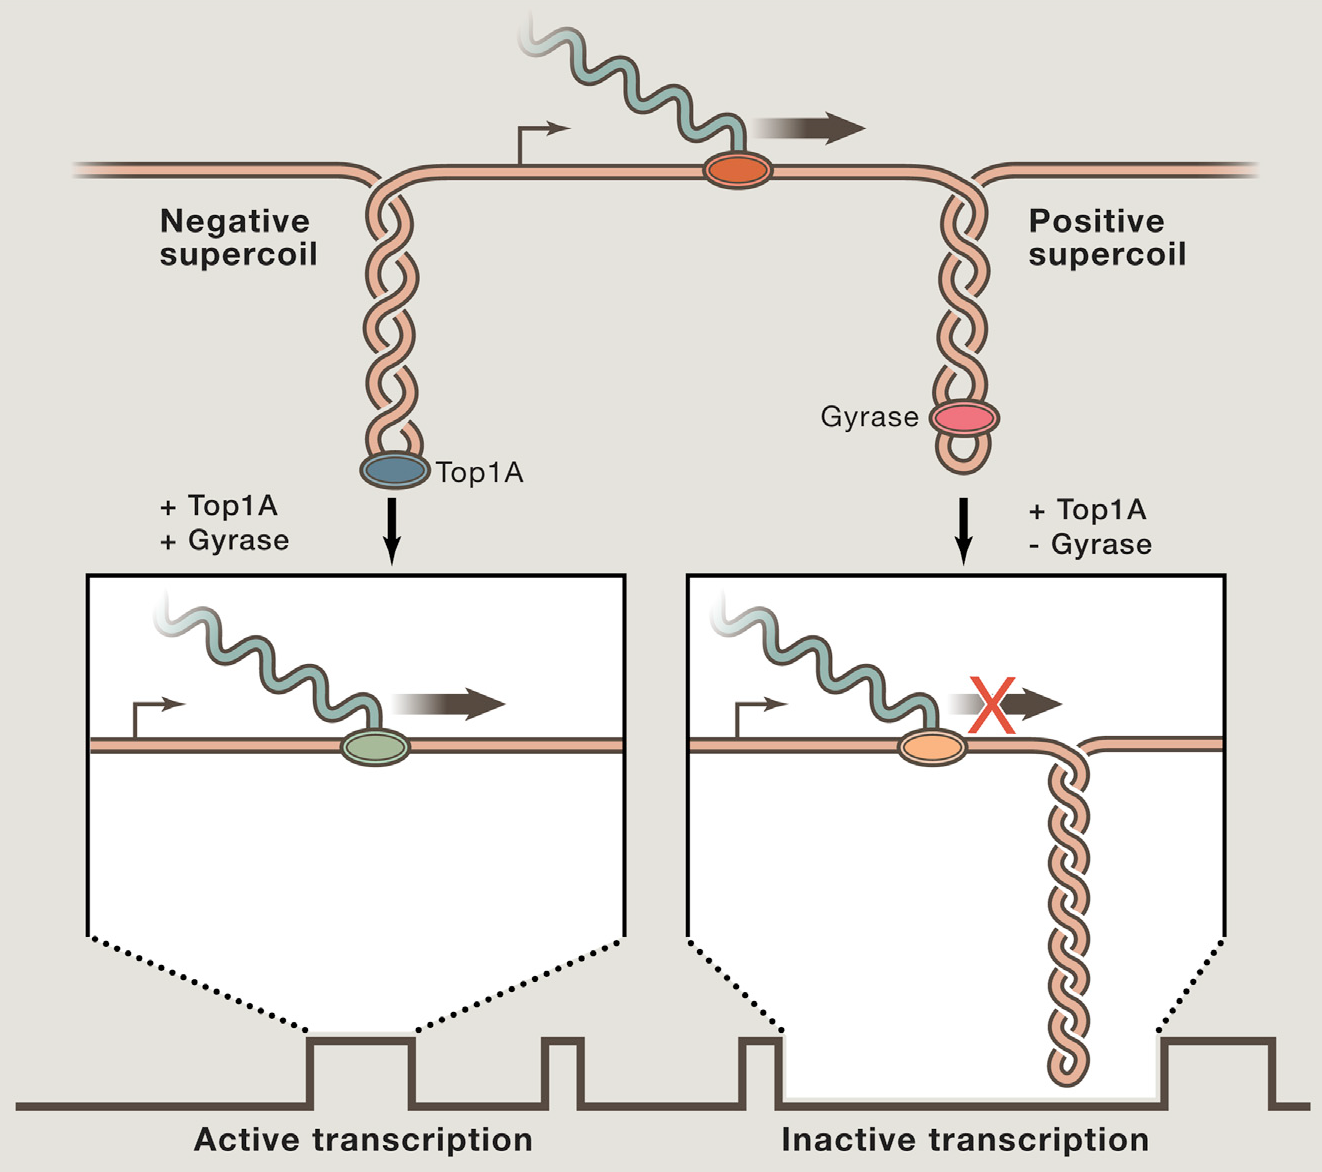 Negative
supercoil
Positive
supercoil
Gyrase
Top1A
+ Top1A
+ Gyrase
+ Top1A
- Gyrase
X
Active transcription
Inactive transcription